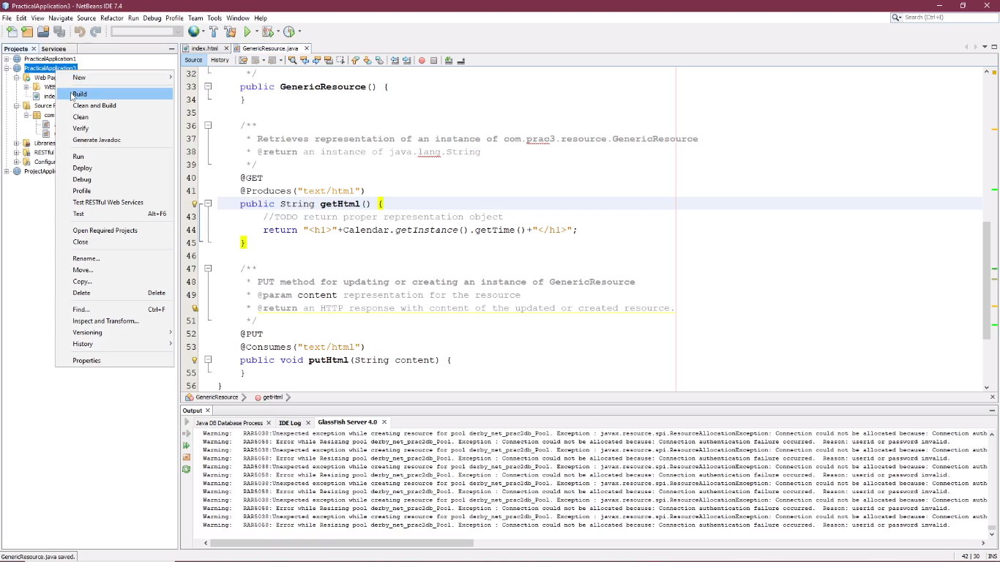 PracticalApplication3 - NetBeans IDE 7.4
File Edit View Navigate Source Refactor Run Debug Profile Team Tools Window Help
Search (Ctrl+I)
Projects Services
PracticalApplication1
PracticalApplication3
Web Pag
WEB
inde
Source P
com
Libraries
RESTful
Configur
ProjectAppli
New
Build
Clean and Build
Clean
Verify
Generate Javadoc
Run
Deploy
Debug
Profile
Test RESTful Web Services
Test Alt+F6
Open Required Projects
Close
Rename...
Move...
Copy...
Delete Delete
Find... Ctrl+F
Inspect and Transform...
Versioning
History
Properties
index.html GenericResource.java
Source History
32 */
33 public GenericResource() {
34 }
35
36 /**
37 * Retrieves representation of an instance of com.prac3.resource.GenericResource
38 * @return an instance of java.lang.String
39 */
40 @GET
41 @Produces("text/html")
public String getHtml() {
43 //TODO return proper representation object
44 return "<h1>"+Calendar.getInstance().getTime()+"</h1>";
45 }
46
47 /**
48 * PUT method for updating or creating an instance of GenericResource
49 * @param content representation for the resource
* @return an HTTP response with content of the updated or created resource.
51 */
52 @PUT
53 @Consumes("text/html")
public void putHtml(String content) {
55 }
56 }
GenericResource getHtml
Output
Java DB Database Process IDE Log GlassFish Server 4.0
Warning: RAR5038:Unexpected exception while creating resource for pool derby_net_prac2db_Pool. Exception : javax.resource.spi.ResourceAllocationException: Connection could not be allocated because: Connection auth
Warning: RAR5058: Error while Resizing pool derby_net_prac2db_Pool. Exception : Connection could not be allocated because: Connection authentication failure occurred. Reason: userid or password invalid.
Warning: RAR5038:Unexpected exception while creating resource for pool derby_net_prac2db_Pool. Exception : javax.resource.spi.ResourceAllocationException: Connection could not be allocated because: Connection auth
Warning: RAR5058: Error while Resizing pool derby_net_prac2db_Pool. Exception : Connection could not be allocated because: Connection authentication failure occurred. Reason: userid or password invalid.
Warning: RAR5038:Unexpected exception while creating resource for pool derby_net_prac2db_Pool. Exception : javax.resource.spi.ResourceAllocationException: Connection could not be allocated because: Connection auth
Warning: RAR5058: Error while Resizing pool derby_net_prac2db_Pool. Exception : Connection could not be allocated because: Connection authentication failure occurred. Reason: userid or password invalid.
Warning: RAR5038:Unexpected exception while creating resource for pool derby_net_prac2db_Pool. Exception : javax.resource.spi.ResourceAllocationException: Connection could not be allocated because: Connection auth
Warning: RAR5058: Error while Resizing pool derby_net_prac2db_Pool. Exception : Connection could not be allocated because: Connection authentication failure occurred. Reason: userid or password invalid.
Warning: RAR5038:Unexpected exception while creating resource for pool derby_net_prac2db_Pool. Exception : javax.resource.spi.ResourceAllocationException: Connection could not be allocated because: Connection auth
Warning: RAR5058: Error while Resizing pool derby_net_prac2db_Pool. Exception : Connection could not be allocated because: Connection authentication failure occurred. Reason: userid or password invalid.
Warning: RAR5038:Unexpected exception while creating resource for pool derby_net_prac2db_Pool. Exception : javax.resource.spi.ResourceAllocationException: Connection could not be allocated because: Connection auth
Warning: RAR5058: Error while Resizing pool derby_net_prac2db_Pool. Exception : Connection could not be allocated because: Connection authentication failure occurred. Reason: userid or password invalid.
GenericResource.java saved.
42 | 30 INS